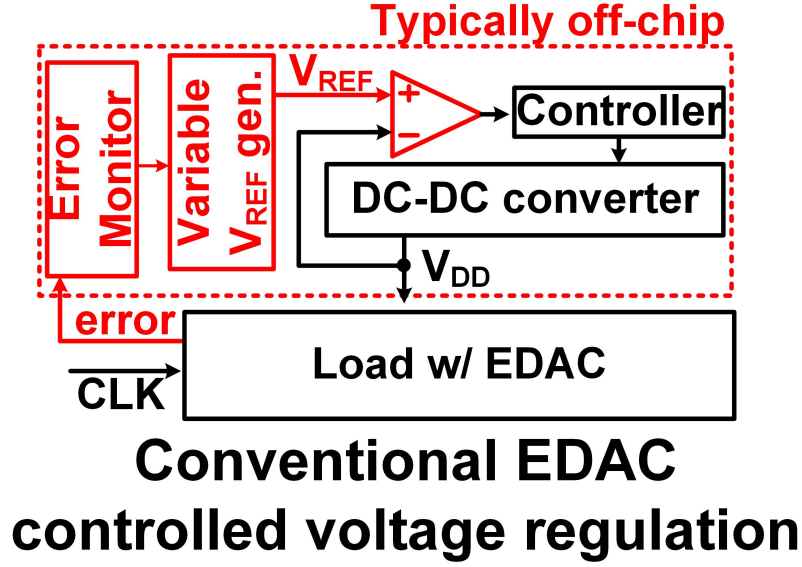 Typically off-chip
Error
Monitor
Variable
VREF gen.
VREF
+
−
Controller
DC-DC converter
VDD
error
CLK
Load w/ EDAC
Conventional EDAC
controlled voltage regulation